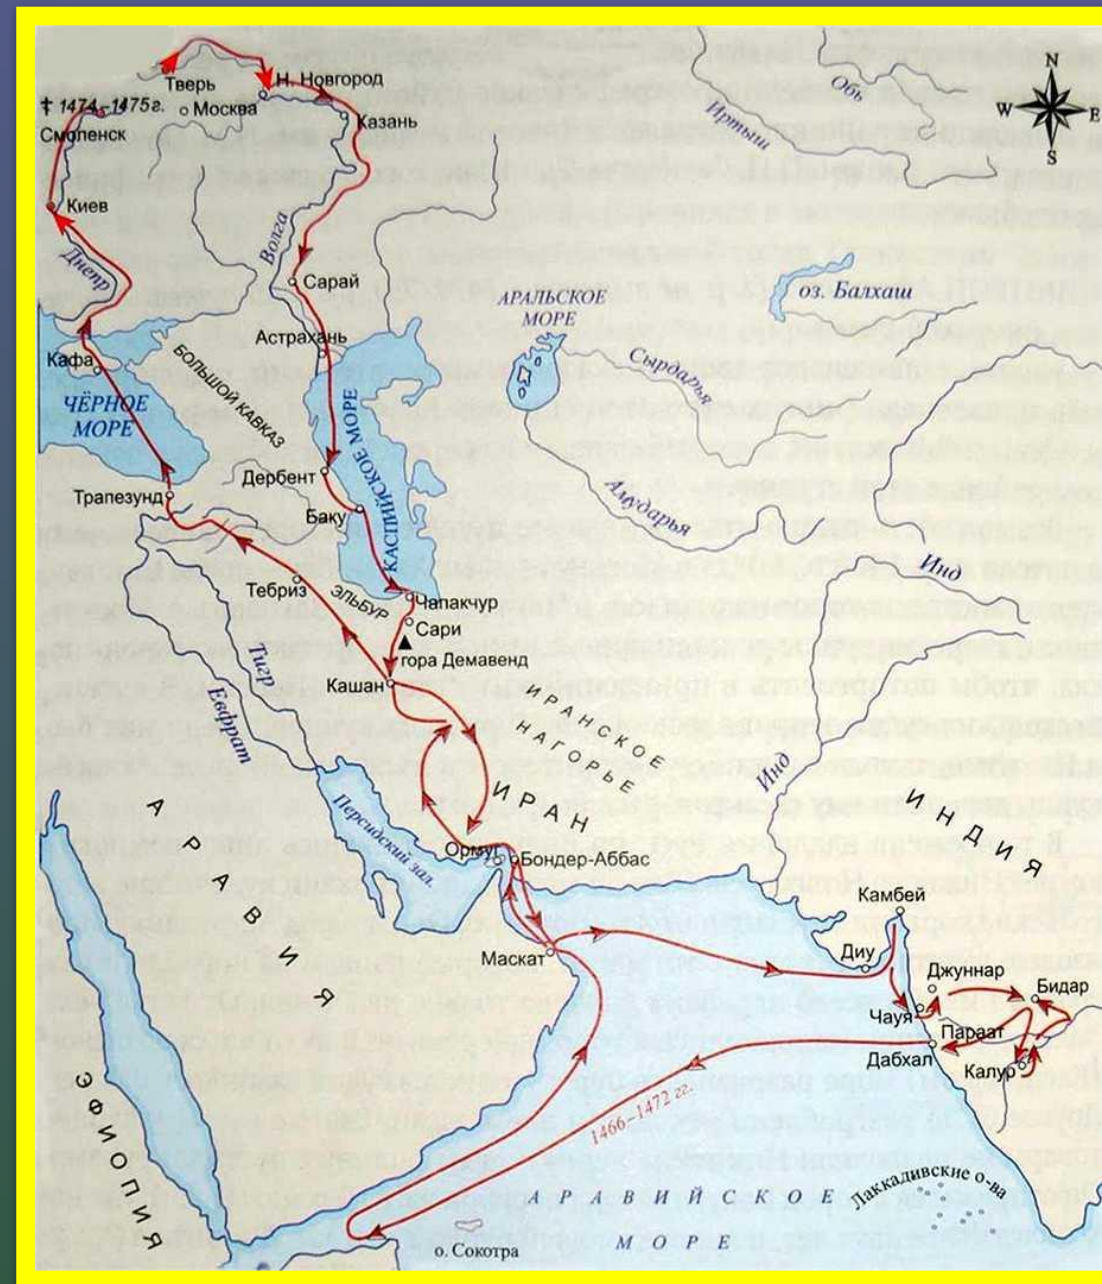 N
W
E
S
Тверь
Н. Новгород
Москва
Казань
† 1474–1475г.
Смоленск
Обь
Иртыш
Киев
Днепр
Волга
Сарай
оз. Балхаш
АРАЛЬСКОЕ
МОРЕ
Астрахань
Кафа
БОЛЬШОЙ КАВКАЗ
Сырдарья
ЧЁРНОЕ
МОРЕ
КАСПИЙСКОЕ МОРЕ
Дербент
Трапезунд
Баку
Амударья
Инд
Тебриз
ЭЛЬБУР
Чапакчур
Сари
гора Демавенд
Кашан
Тигр
Евфрат
ИРАНСКОЕ
НАГОРЬЕ
ИРАН
Инд
ИНДИЯ
АРАВИЯ
Персидский зал.
Ормуз
Бондер-Аббас
Маскат
Камбей
Диу
Джуннар
Бидар
Чауя
Параат
Дабхал
Калур
1466–1472 гг.
ЭФИОПИЯ
АРАВИЙСКОЕ
МОРЕ
Лаккадивские о-ва
о. Сокотра